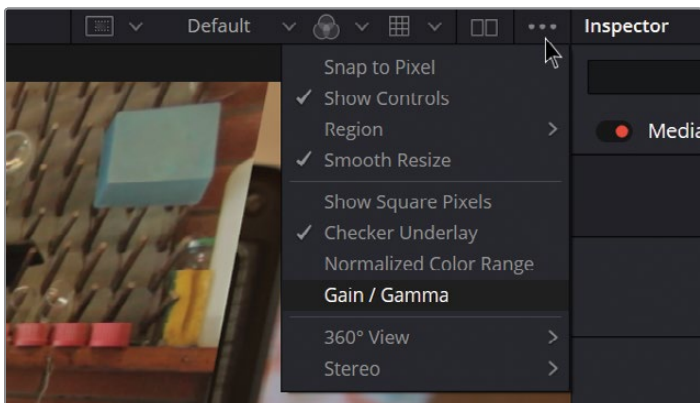 Default
Inspector
Snap to Pixel
Show Controls
Region
Smooth Resize
Media
Show Square Pixels
Checker Underlay
Normalized Color Range
Gain / Gamma
360° View
Stereo